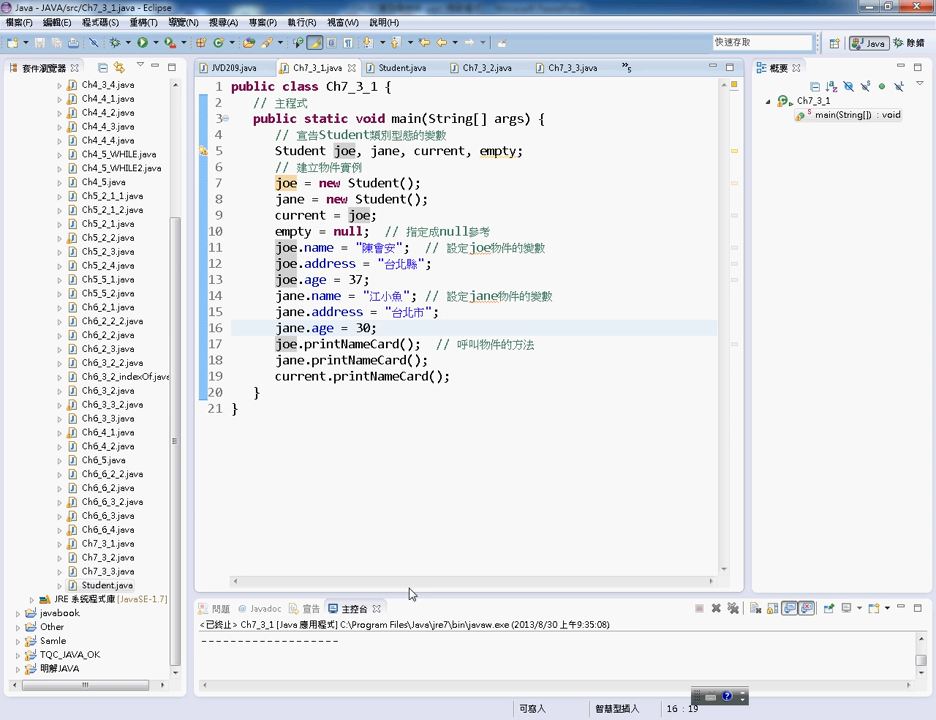 Java - JAVA/src/Ch7_3_1.java - Eclipse
檔案(F) 編輯(E) 程式碼(S) 重構(T) 導覽(N) 搜尋(A) 專案(P) 執行(R) 視窗(W) 說明(H)
快速存取
Java
除錯
套件瀏覽器
Ch4_3_4.java
Ch4_4_1.java
Ch4_4_2.java
Ch4_4_3.java
Ch4_4_4.java
Ch4_5_WHILE.java
Ch4_5_WHILE2.java
Ch4_5.java
Ch5_2_1_1.java
Ch5_2_1_2.java
Ch5_2_1.java
Ch5_2_2.java
Ch5_2_3.java
Ch5_2_4.java
Ch5_5_1.java
Ch5_5_2.java
Ch6_2_1.java
Ch6_2_2_2.java
Ch6_2_2.java
Ch6_2_3.java
Ch6_3_2_2.java
Ch6_3_2_indexOf.java
Ch6_3_2.java
Ch6_3_3_2.java
Ch6_3_3.java
Ch6_4_1.java
Ch6_4_2.java
Ch6_5.java
Ch6_6_2_2.java
Ch6_6_2.java
Ch6_6_3_2.java
Ch6_6_3.java
Ch6_6_4.java
Ch7_3_1.java
Ch7_3_2.java
Ch7_3_3.java
Student.java
JRE 系統程式庫 [JavaSE-1.7]
javabook
Other
Samle
TQC_JAVA_OK
明解JAVA
JVD209.java Ch7_3_1.java Student.java Ch7_3_2.java Ch7_3_3.java »5
1 public class Ch7_3_1 {
2 // 主程式
3 public static void main(String[] args) {
4 // 宣告Student類別型態的變數
5 Student joe, jane, current, empty;
6 // 建立物件實例
7 joe = new Student();
8 jane = new Student();
9 current = joe;
10 empty = null; // 指定成null參考
11 joe.name = "陳會安"; // 設定joe物件的變數
12 joe.address = "台北縣";
13 joe.age = 37;
14 jane.name = "江小魚"; // 設定jane物件的變數
15 jane.address = "台北市";
16 jane.age = 30;
17 joe.printNameCard(); // 呼叫物件的方法
18 jane.printNameCard();
19 current.printNameCard();
20 }
21 }
概要
Ch7_3_1
main(String[]) : void
問題 @ Javadoc 宣告 主控台
<已終止> Ch7_3_1 [Java 應用程式] C:\Program Files\Java\jre7\bin\javaw.exe (2013/8/30 上午9:35:08)
-------------------
可寫入 智慧型插入 16 : 19